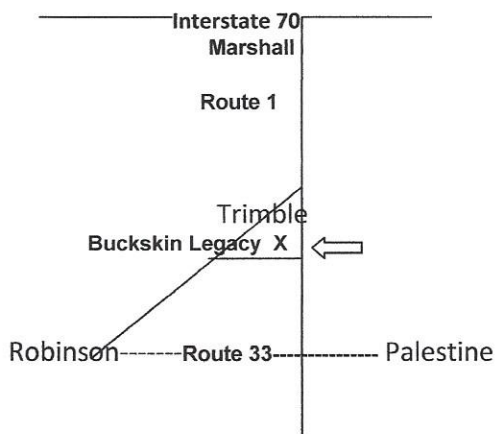 Interstate 70
Marshall
Route 1
Trimble
Buckskin Legacy X
Robinson Route 33 Palestine